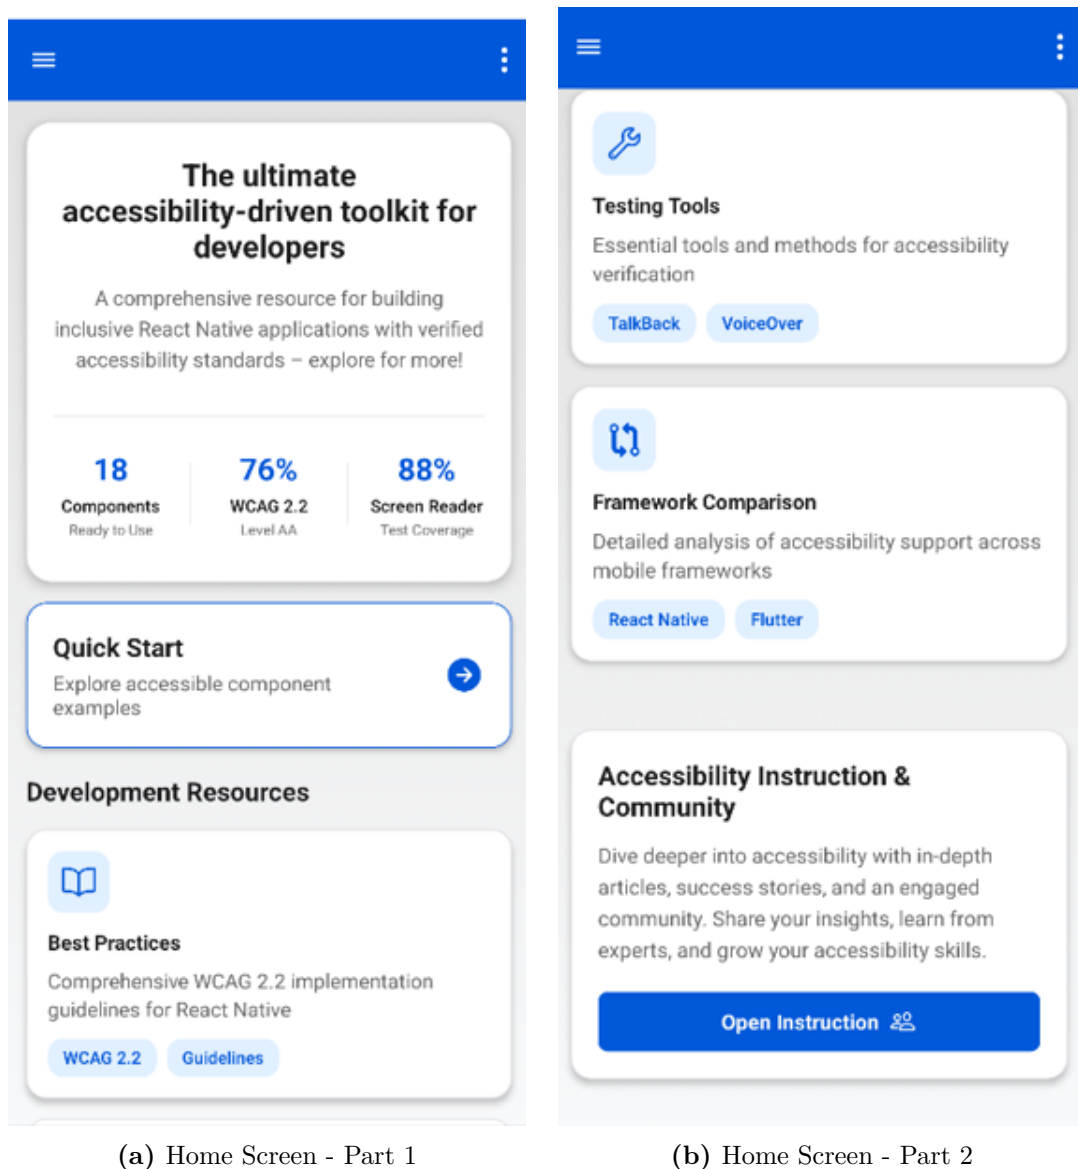 The ultimate
accessibility-driven toolkit for
developers
A comprehensive resource for building
inclusive React Native applications with verified
accessibility standards – explore for more!
18
Components
Ready to Use
76%
WCAG 2.2
Level AA
88%
Screen Reader
Test Coverage
Quick Start
Explore accessible component
examples
Development Resources
Best Practices
Comprehensive WCAG 2.2 implementation
guidelines for React Native
WCAG 2.2
Guidelines
(a) Home Screen - Part 1
Testing Tools
Essential tools and methods for accessibility
verification
TalkBack
VoiceOver
Framework Comparison
Detailed analysis of accessibility support across
mobile frameworks
React Native
Flutter
Accessibility Instruction &
Community
Dive deeper into accessibility with in-depth
articles, success stories, and an engaged
community. Share your insights, learn from
experts, and grow your accessibility skills.
Open Instruction
(b) Home Screen - Part 2